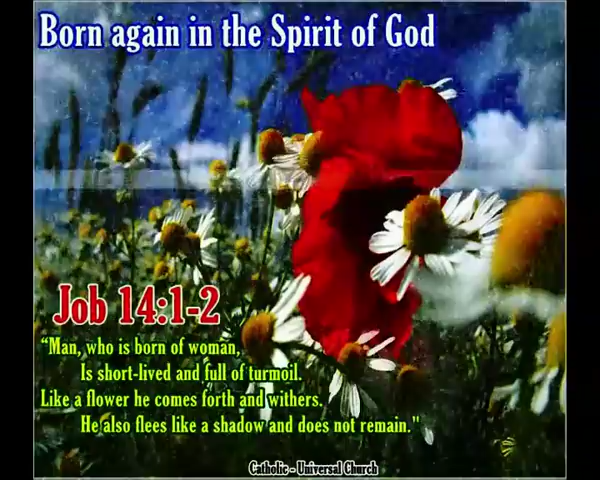 Born again in the Spirit of God
Job 14:1-2
“Man, who is born of woman,
Is short-lived and full of turmoil.
Like a flower he comes forth and withers.
He also flees like a shadow and does not remain."
Catholic - Universal Church